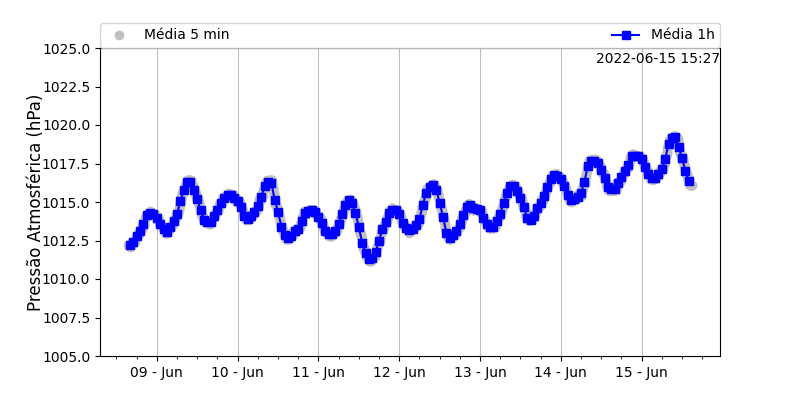 Média 5 min
Média 1h
2022-06-15 15:27
Pressão Atmosférica (hPa)
1025.0
1022.5
1020.0
1017.5
1015.0
1012.5
1010.0
1007.5
1005.0
09 - Jun
10 - Jun
11 - Jun
12 - Jun
13 - Jun
14 - Jun
15 - Jun